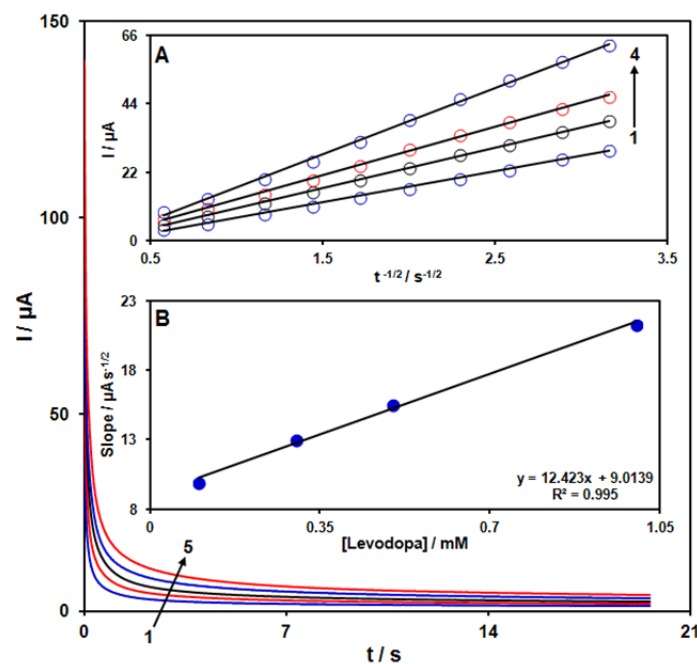 150
100
50
0
I / µA
0
7
14
21
t / s
5
1
A
66
44
22
0
I / µA
0.5
1.5
2.5
3.5
t -1/2 / s-1/2
4
1
B
23
18
13
8
Slope / µA s-1/2
0
0.35
0.7
1.05
[Levodopa] / mM
y = 12.423x + 9.0139
R² = 0.995